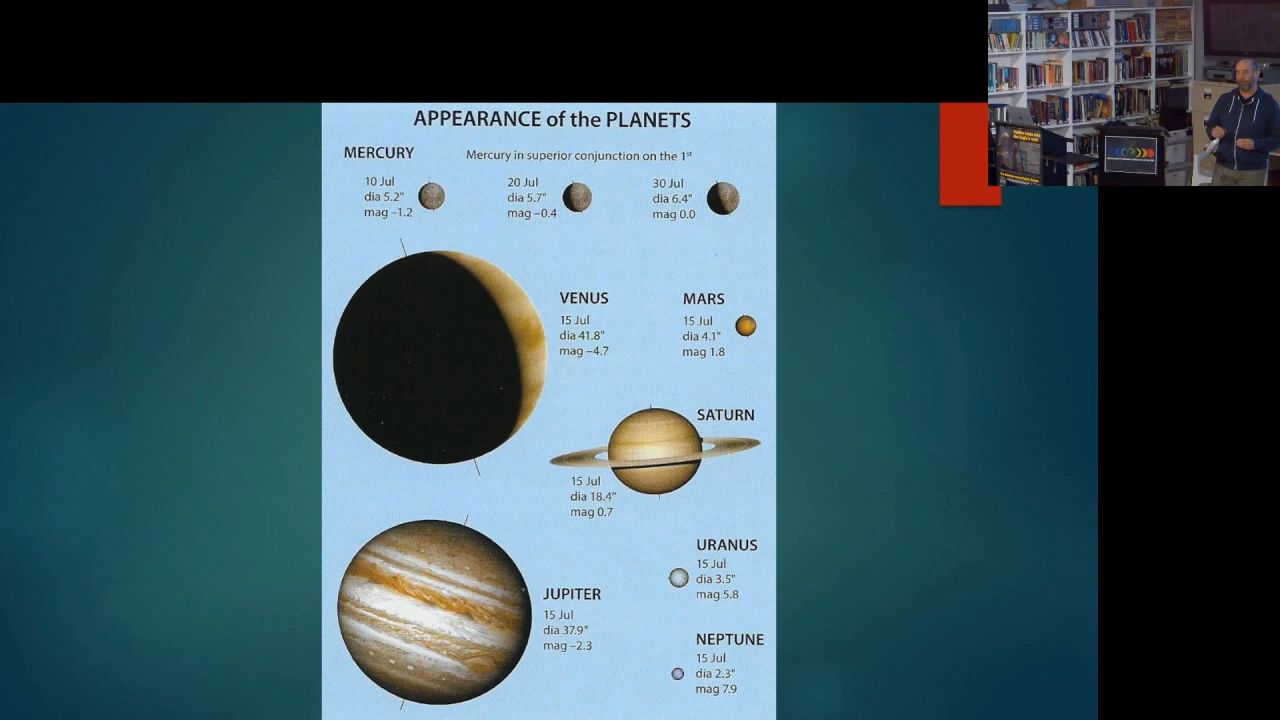 APPEARANCE of the PLANETS
MERCURY
Mercury in superior conjunction on the 1st
10 Jul
dia 5.2"
mag –1.2
20 Jul
dia 5.7"
mag –0.4
30 Jul
dia 6.4"
mag 0.0
VENUS
15 Jul
dia 41.8"
mag –4.7
MARS
15 Jul
dia 4.1"
mag 1.8
SATURN
15 Jul
dia 18.4"
mag 0.7
JUPITER
15 Jul
dia 37.9"
mag –2.3
URANUS
15 Jul
dia 3.5"
mag 5.8
NEPTUNE
15 Jul
dia 2.3"
mag 7.9